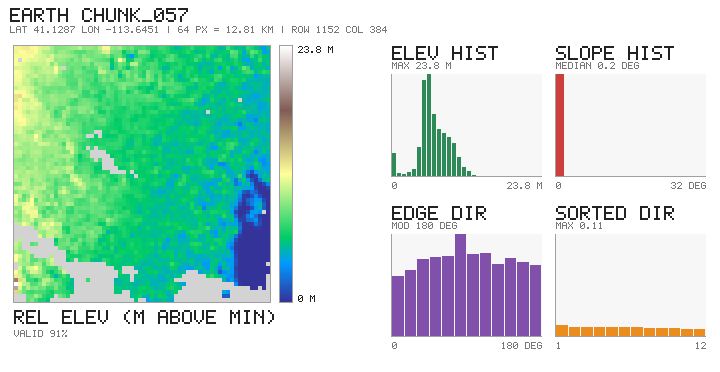 EARTH CHUNK_057
LAT 41.1287 LON -113.6451 | 64 PX = 12.81 KM | ROW 1152 COL 384
23.8 M
0 M
REL ELEV (M ABOVE MIN)
VALID 91%
ELEV HIST
MAX 23.8 M
0 23.8 M
SLOPE HIST
MEDIAN 0.2 DEG
0 32 DEG
EDGE DIR
MOD 180 DEG
0 180 DEG
SORTED DIR
MAX 0.11
1 12